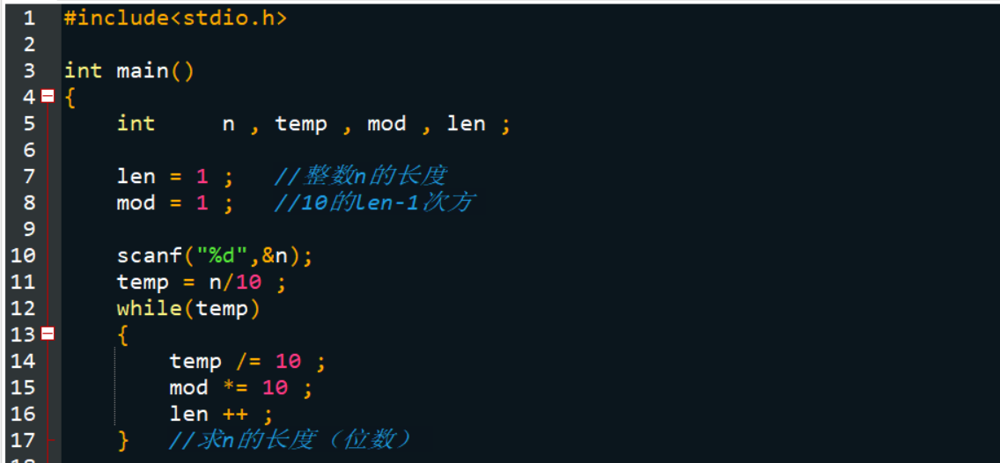 1 #include<stdio.h>
2
3 int main()
4 {
5 int n , temp , mod , len ;
6
7 len = 1 ; //整数n的长度
8 mod = 1 ; //10的len-1次方
9
10 scanf("%d",&n);
11 temp = n/10 ;
12 while(temp)
13 {
14 temp /= 10 ;
15 mod *= 10 ;
16 len ++ ;
17 } //求n的长度（位数）